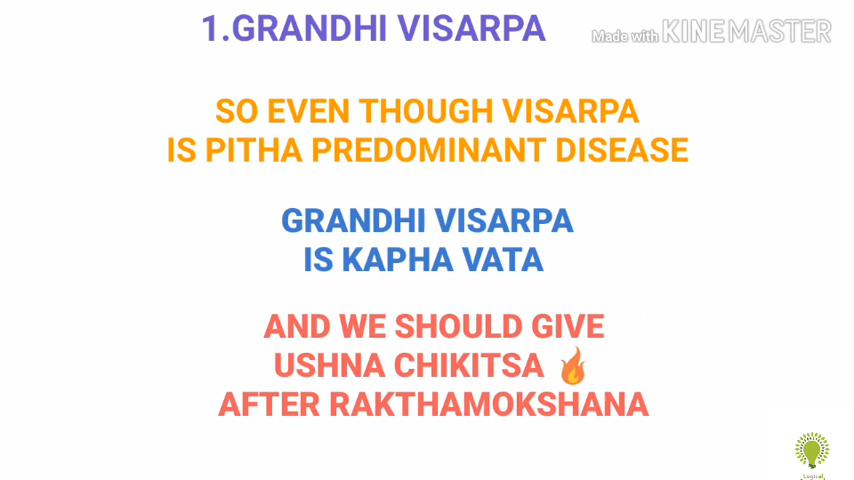 1.GRANDHI VISARPA
Made with KINEMASTER
SO EVEN THOUGH VISARPA
IS PITHA PREDOMINANT DISEASE
GRANDHI VISARPA
IS KAPHA VATA
AND WE SHOULD GIVE
USHNA CHIKITSA 🔥
AFTER RAKTHAMOKSHANA
Logical